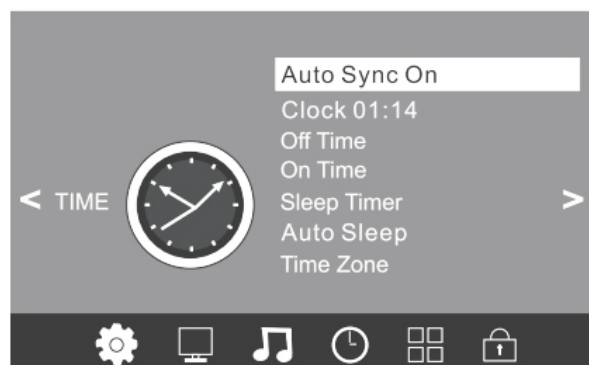 Auto Sync On
Clock 01:14
Off Time
On Time
< TIME
Sleep Timer
>
Auto Sleep
Time Zone